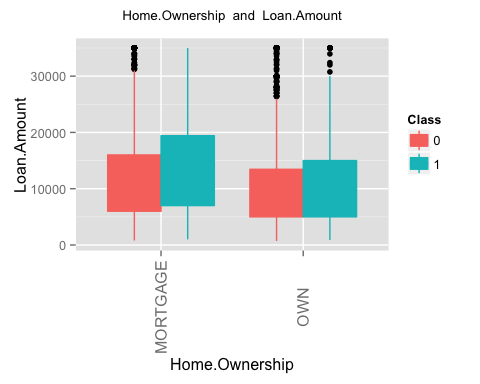 Home.Ownership and Loan.Amount
Loan.Amount
30000
20000
10000
0
MORTGAGE
OWN
Home.Ownership
Class
0
1